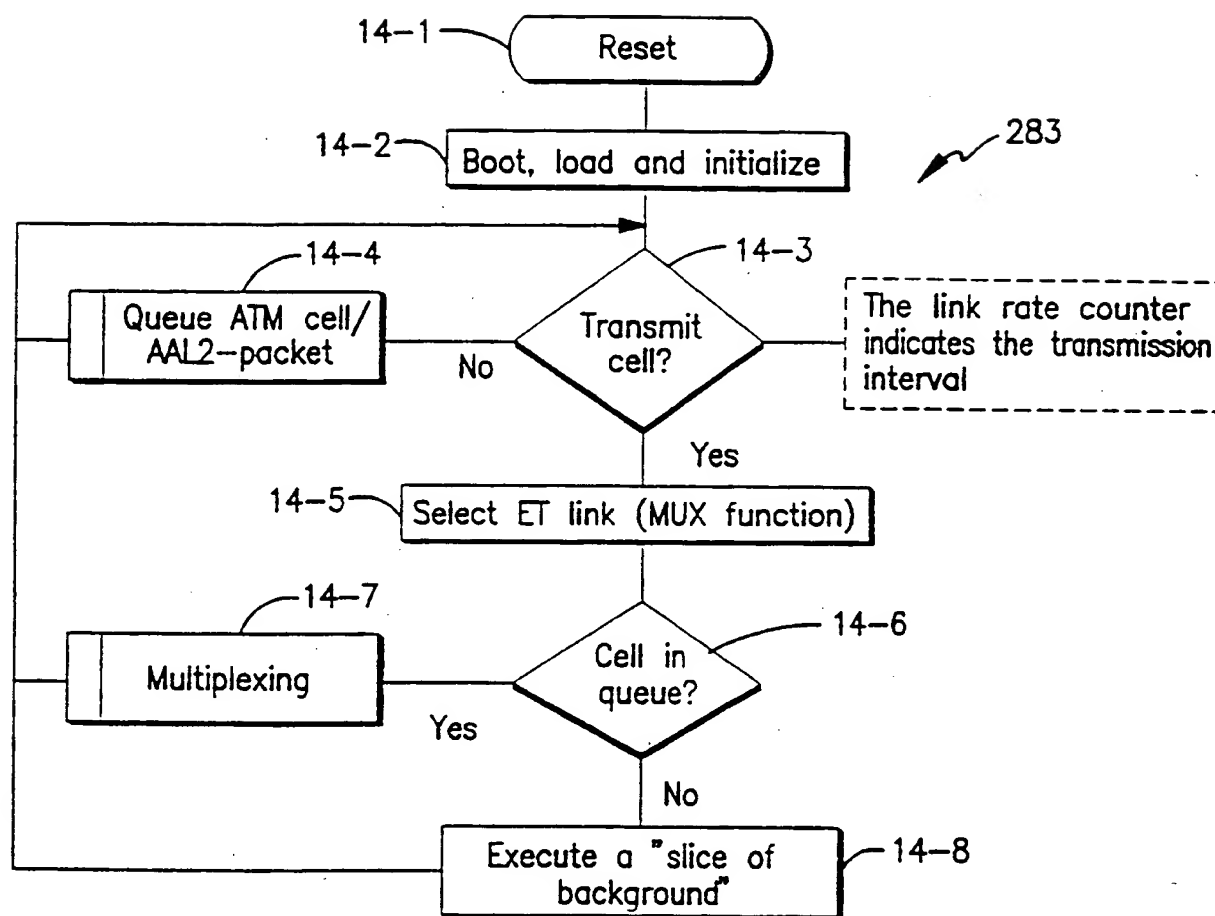 14-1
Reset
14-2
Boot, load and initialize
283
14-4
14-3
Queue ATM cell/
AAL2-packet
No
Transmit
cell?
The link rate counter
indicates the transmission
interval
Yes
14-5
Select ET link (MUX function)
14-7
14-6
Multiplexing
Yes
Cell in
queue?
No
Execute a "slice of
background"
14-8